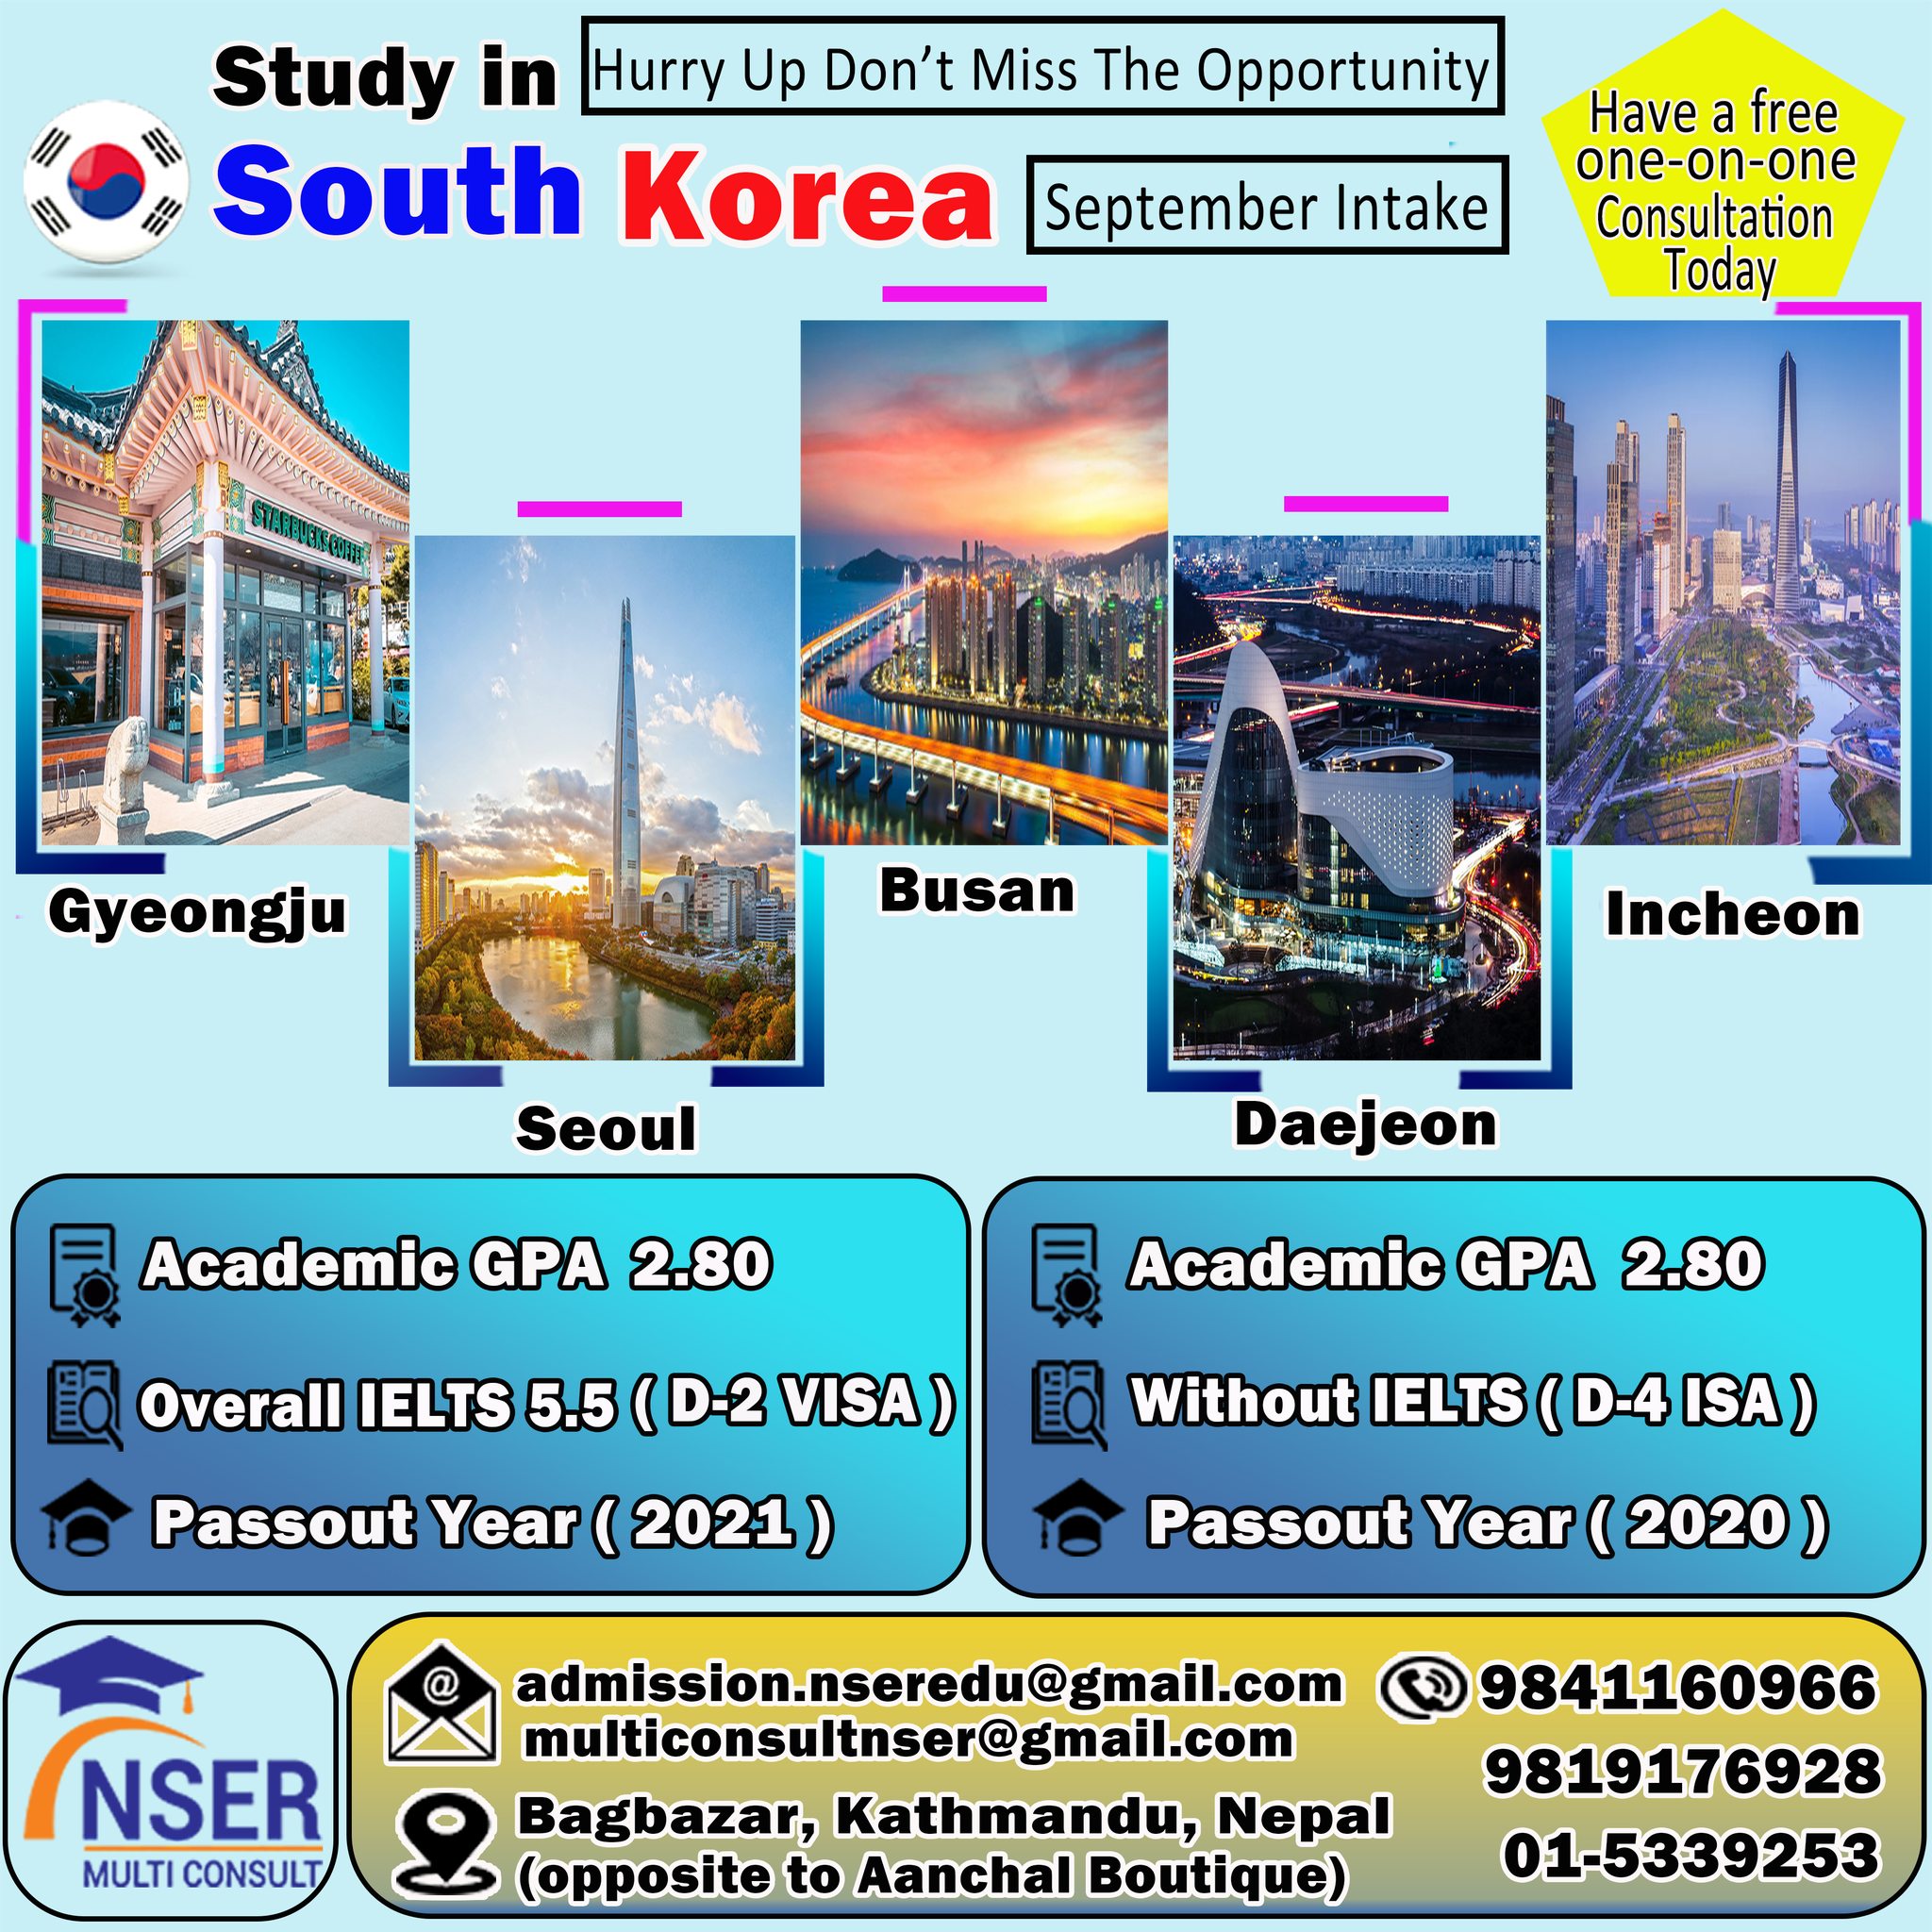 Study in
Hurry Up Don't Miss The Opportunity
South Korea
September Intake
Have a free
one-on-one
Consultation
Today
STARBUCKS COFFEE
Gyeongju
Seoul
Busan
Daejeon
Incheon
Academic GPA 2.80
Overall IELTS 5.5 ( D-2 VISA )
Passout Year ( 2021 )
Academic GPA 2.80
Without IELTS ( D-4 ISA )
Passout Year ( 2020 )
NSER
MULTI CONSULT
@
admission.nseredu@gmail.com
multiconsultnser@gmail.com
Bagbazar, Kathmandu, Nepal
(opposite to Aanchal Boutique)
9841160966
9819176928
01-5339253